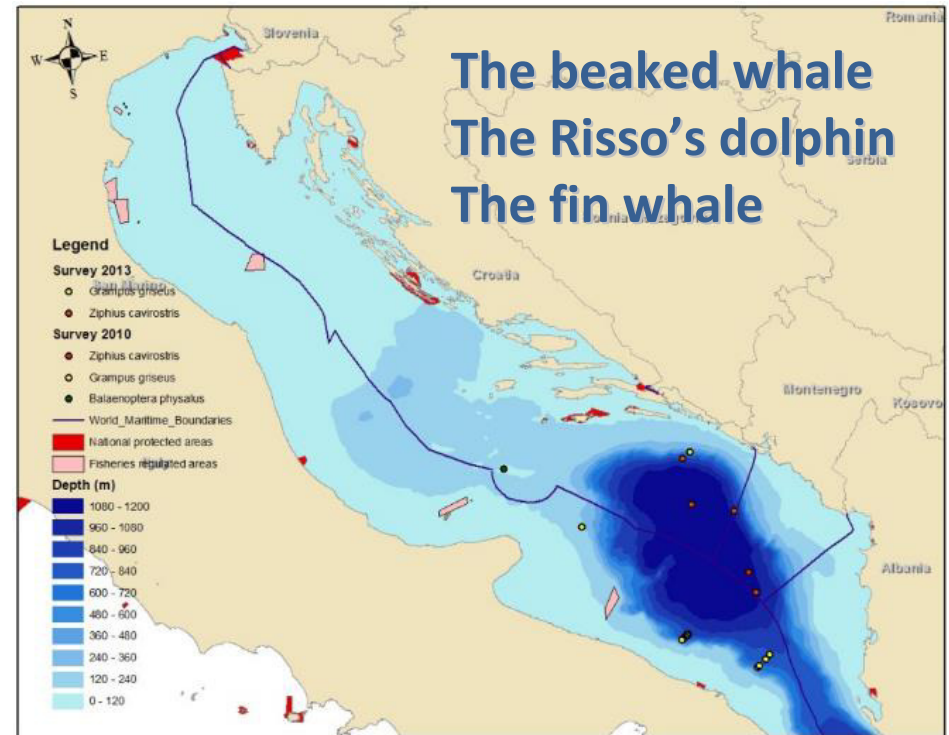 N
W E
S
Slovenia
Romania
The beaked whale
The Risso's dolphin
The fin whale
Serbia
Croatia
Montenegro
Kosovo
Albania
Legend
Survey 2013
San Marino
Grampus griseus
Ziphius cavirostris
Survey 2010
Ziphius cavirostris
Grampus griseus
Balaenoptera physalus
World_Maritime_Boundaries
National protected areas
Fisheries regulated areas
Depth (m)
1080 - 1200
960 - 1080
840 - 960
720 - 840
600 - 720
480 - 600
360 - 480
240 - 360
120 - 240
0 - 120